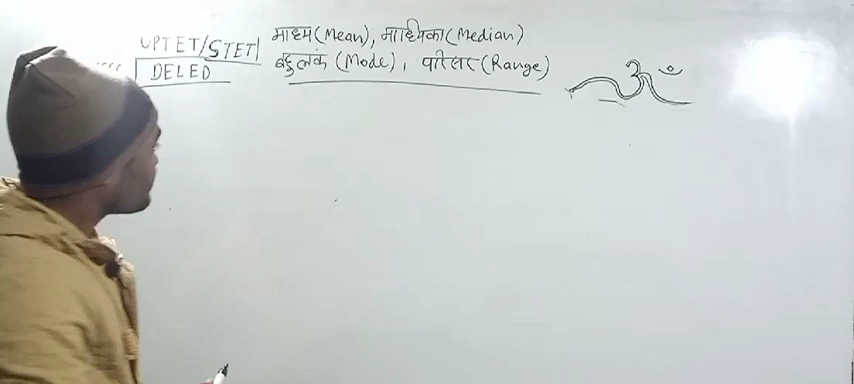 UPTET/STET
DELED
माध्य (Mean), माध्यिका (Median)
बहुलक (Mode), परिसर (Range)
ॐ